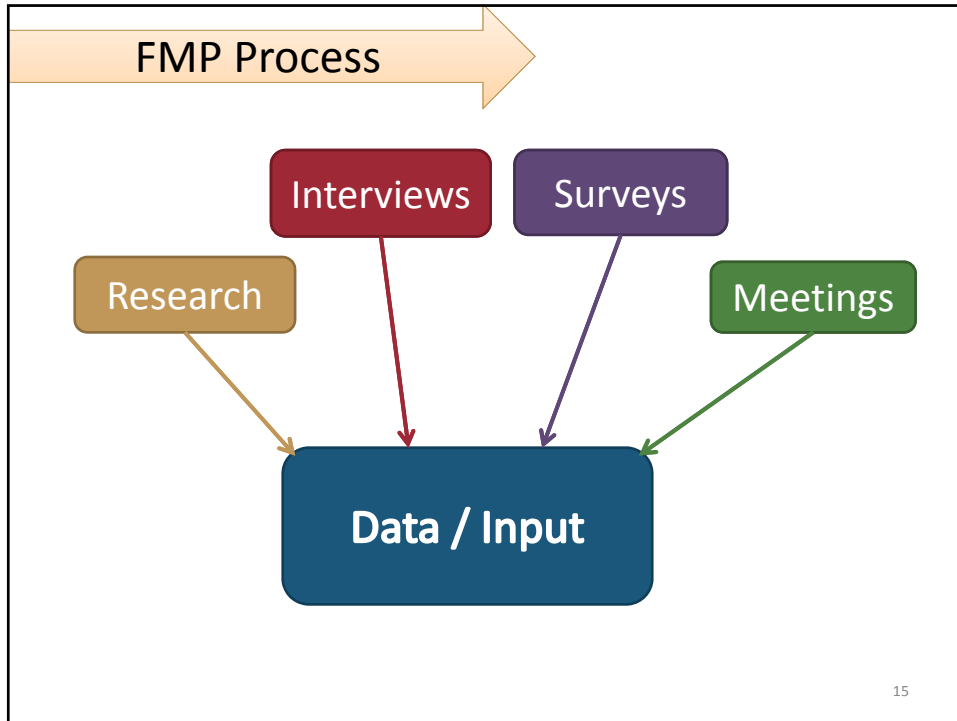 FMP Process
Interviews
Surveys
Research
Meetings
Data / Input
15